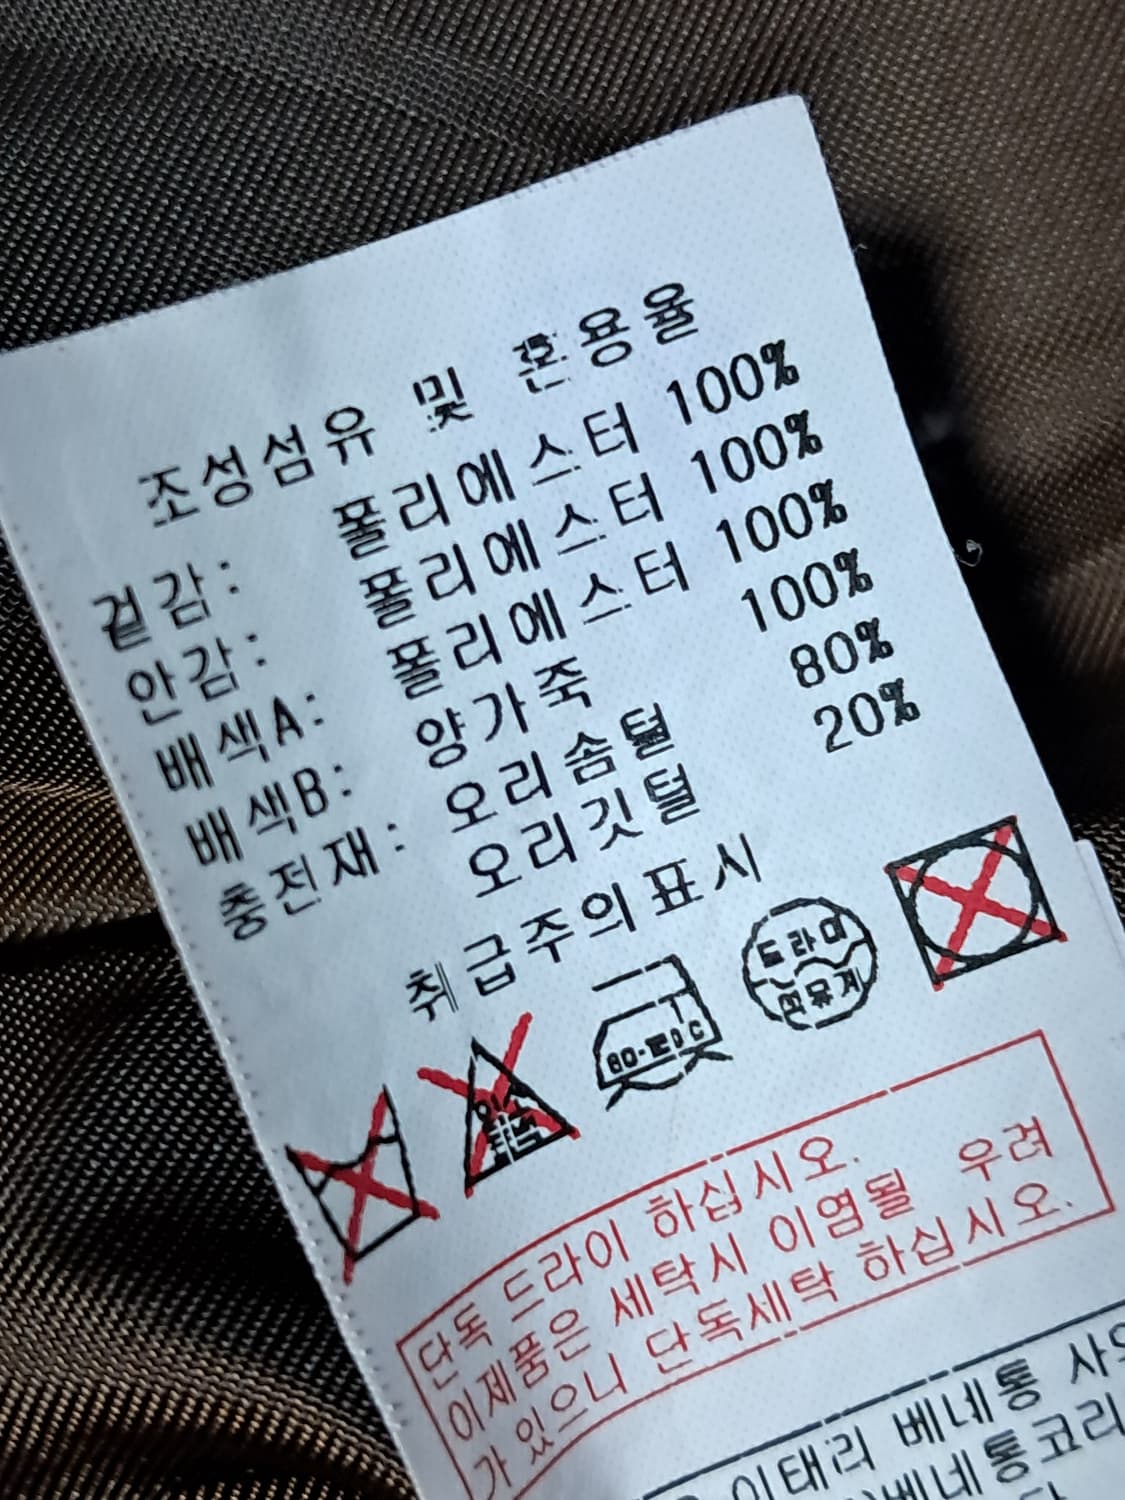 조성섬유 및 혼용율
겉감: 폴리에스터 100%
안감: 폴리에스터 100%
배색A: 폴리에스터 100%
배색B: 양가죽 100%
충전재: 오리솜털 80%
오리깃털 20%
취급주의표시
드라이
석유계
단독 드라이 하십시오.
이제품은 세탁시 이염될 우려
가 있으니 단독세탁 하십시오.
이태리 베네통
베네통코리